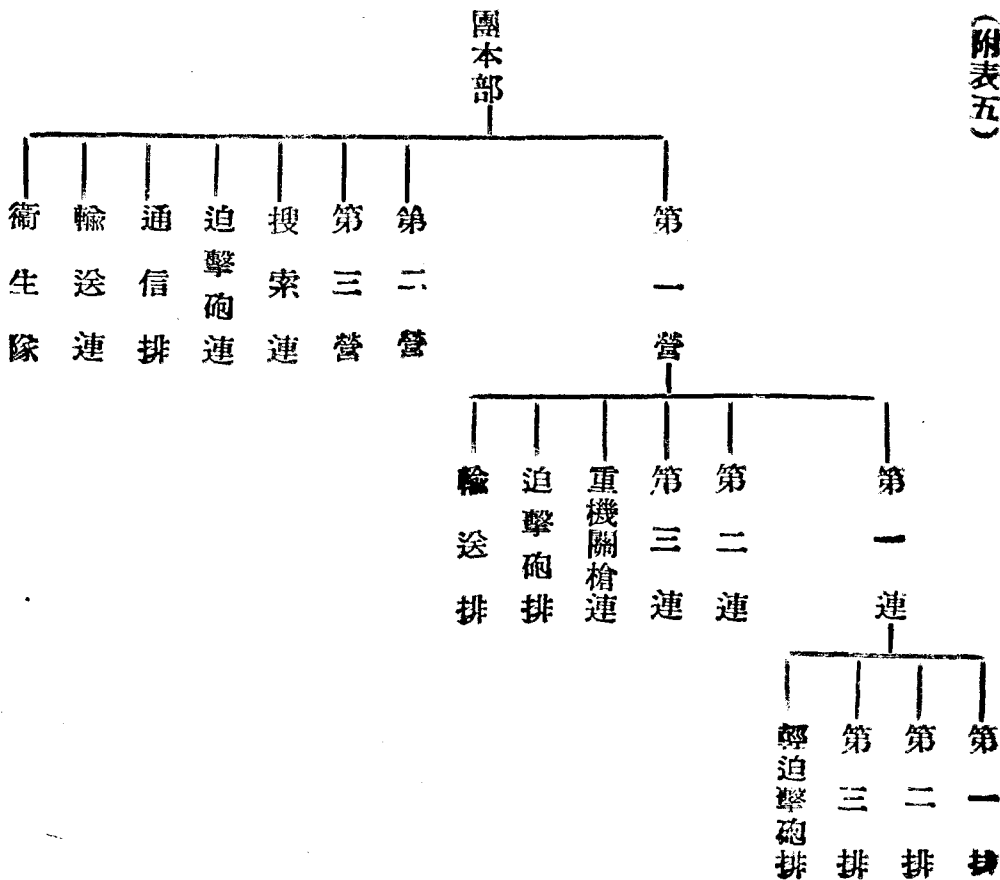 （附表五）
團本部
第一營
第二營
第三營
搜索連
迫擊砲連
通信排
輸送連
衛生隊
第一連
第二連
第三連
重機關槍連
迫擊砲排
輸送排
第一排
第二排
第三排
輕迫擊砲排